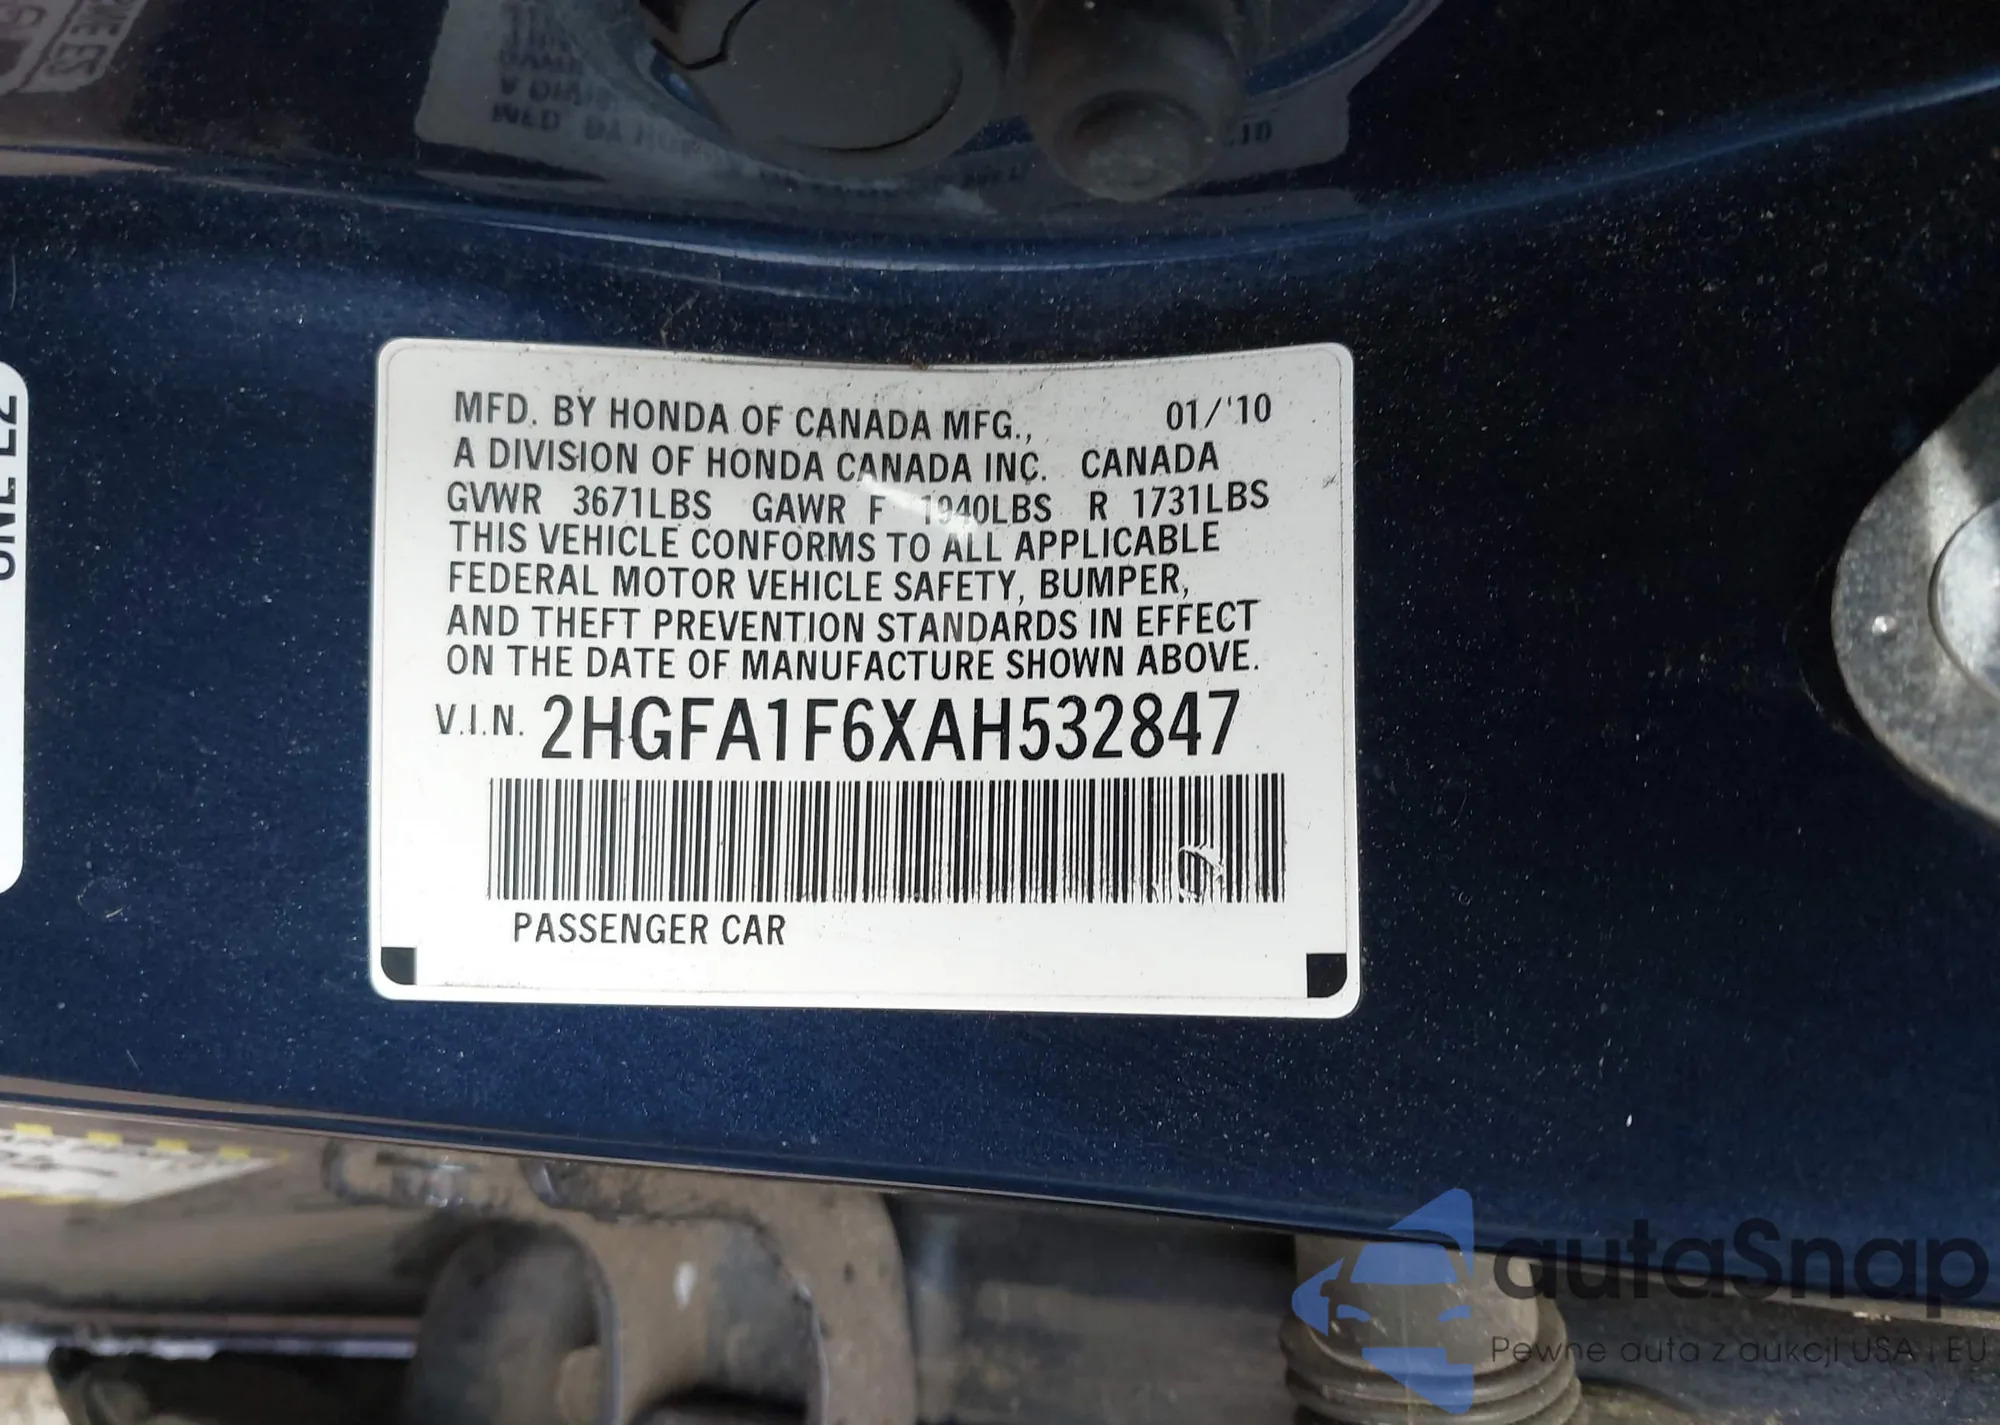 MFD. BY HONDA OF CANADA MFG., 01/'10
A DIVISION OF HONDA CANADA INC. CANADA
GVWR 3671LBS GAWR F 1940LBS R 1731LBS
THIS VEHICLE CONFORMS TO ALL APPLICABLE
FEDERAL MOTOR VEHICLE SAFETY, BUMPER,
AND THEFT PREVENTION STANDARDS IN EFFECT
ON THE DATE OF MANUFACTURE SHOWN ABOVE.
V.I.N. 2HGFA1F6XAH532847
PASSENGER CAR
autaSnap
Pewne auta z aukcji USA i EU